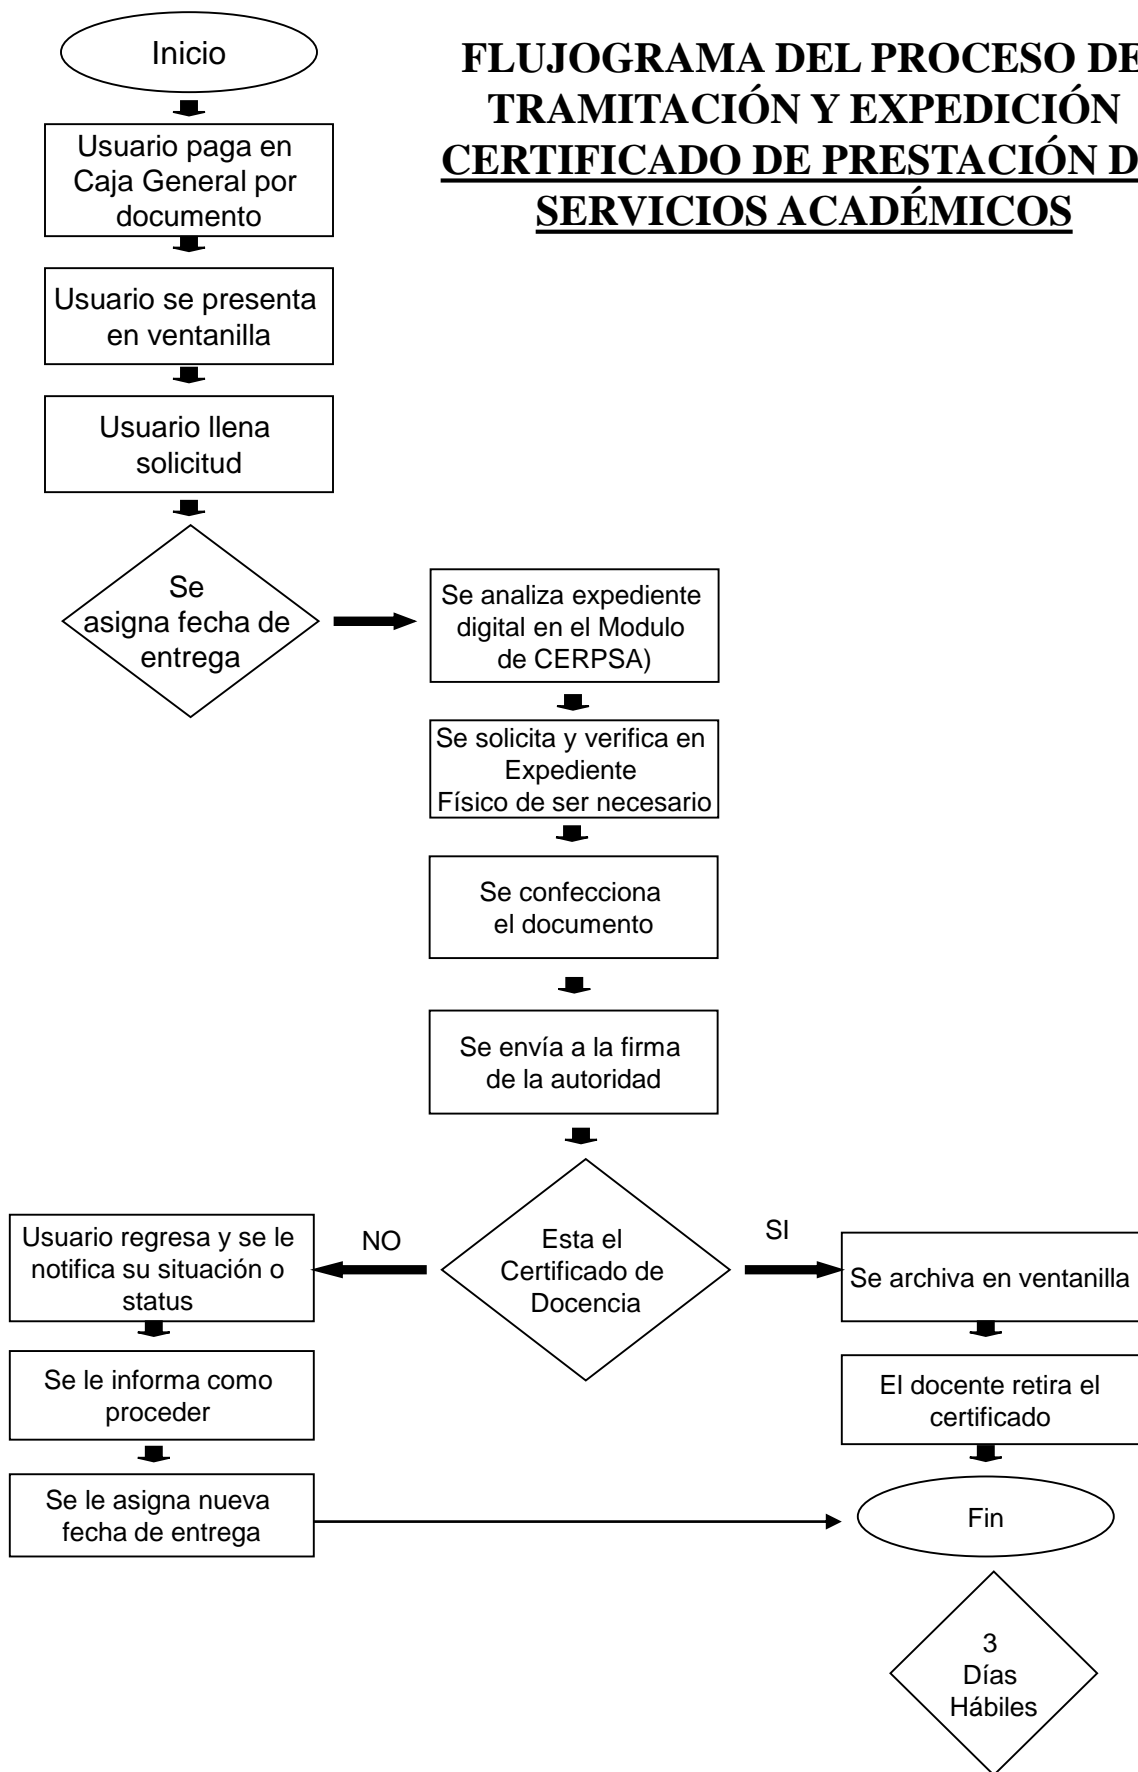 Inicio
FLUJOGRAMA DEL PROCESO DE
TRAMITACIÓN Y EXPEDICIÓN
CERTIFICADO DE PRESTACIÓN D
SERVICIOS ACADÉMICOS
Usuario paga en
Caja General por
documento
Usuario se presenta
en ventanilla
Usuario llena
solicitud
Se
asigna fecha de
entrega
Se analiza expediente
digital en el Modulo
de CERPSA)
Se solicita y verifica en
Expediente
Físico de ser necesario
Se confecciona
el documento
Se envía a la firma
de la autoridad
Esta el
Certificado de
Docencia
NO
SI
Usuario regresa y se le
notifica su situación o
status
Se le informa como
proceder
Se le asigna nueva
fecha de entrega
Se archiva en ventanilla
El docente retira el
certificado
Fin
3
Días
Hábiles